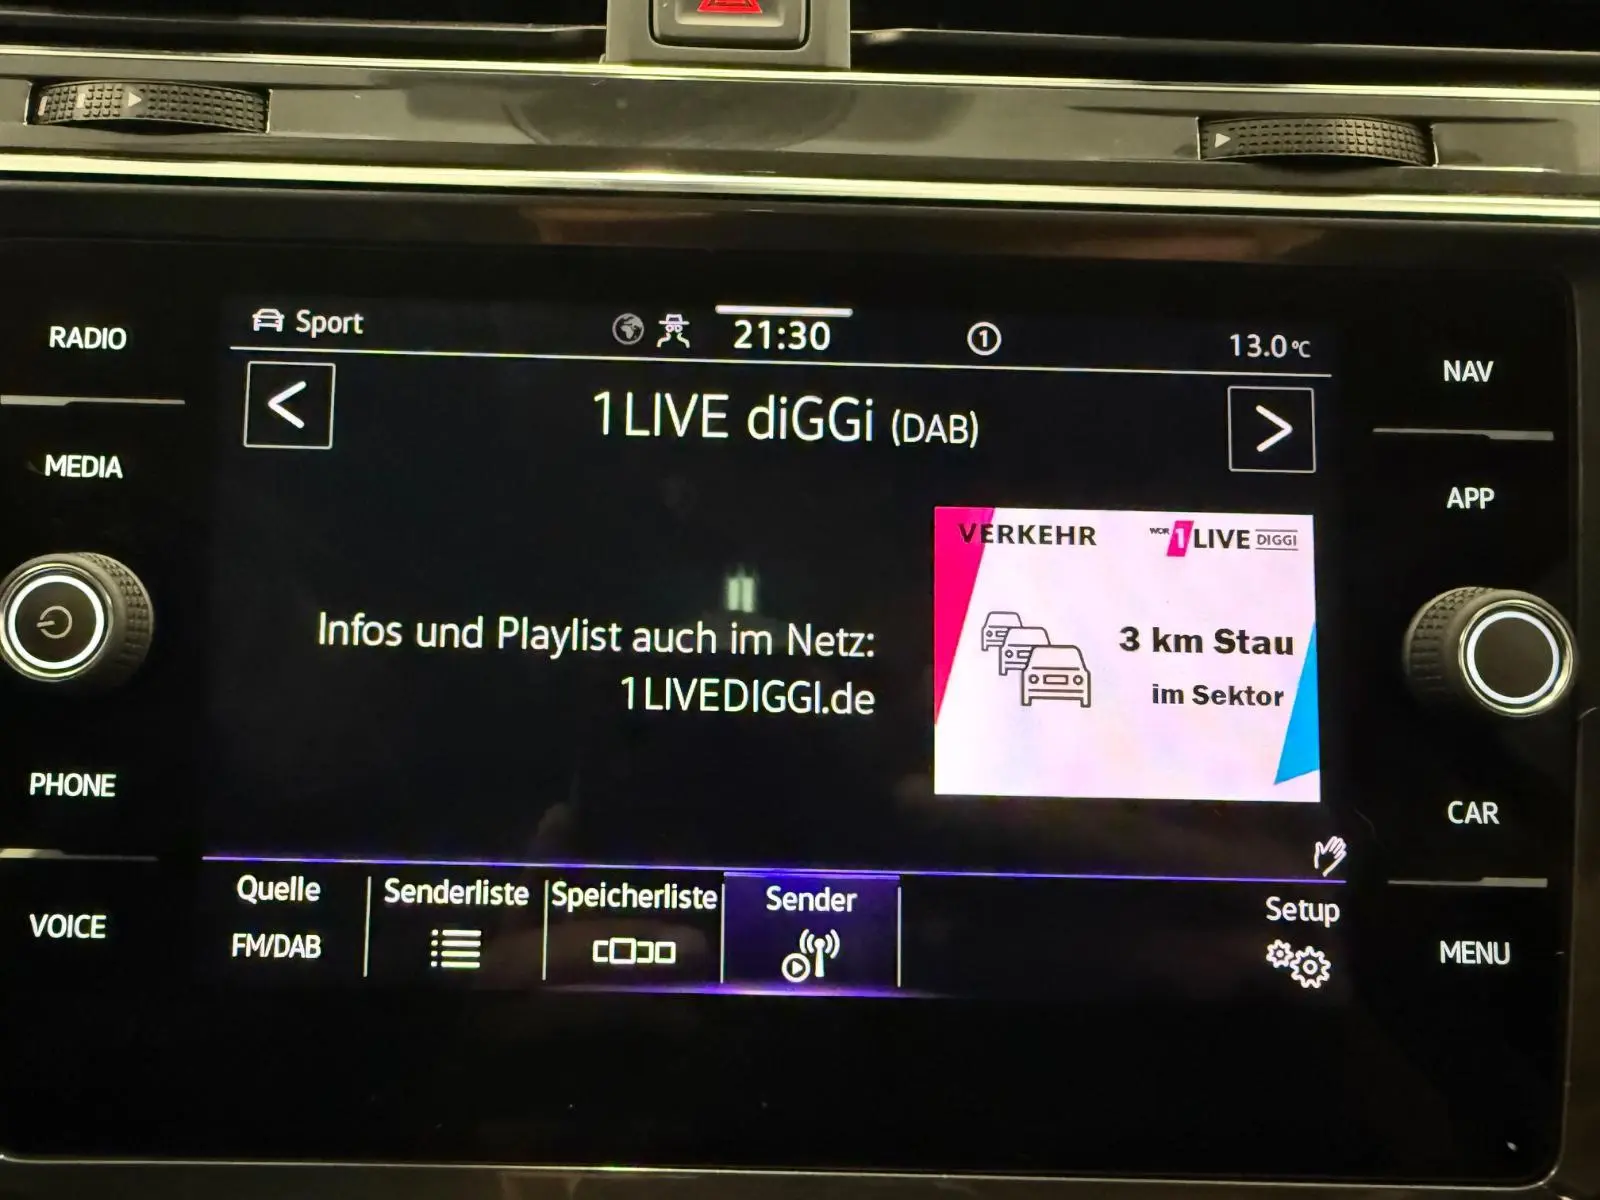 RADIO
MEDIA
PHONE
VOICE
Sport
21:30
1
13.0°C
<
1LIVE diGGi (DAB)
>
Infos und Playlist auch im Netz:
1LIVEDIGGI.de
VERKEHR
WDR 1LIVE DIGGI
3 km Stau
im Sektor
Quelle
FM/DAB
Senderliste
Speicherliste
Sender
Setup
NAV
APP
CAR
MENU